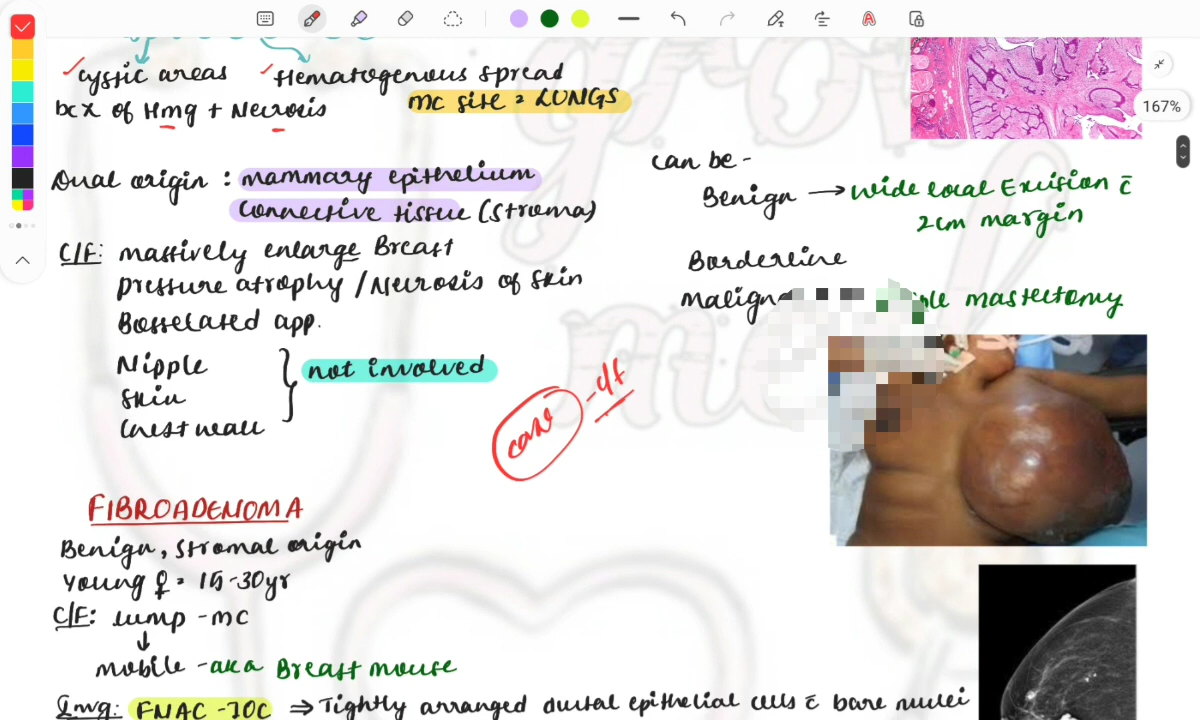 167%
Cystic areas
Hematogenous spread
bcz of Hmg + Necrosis
mc site = LUNGS
Dual origin : mammary epithelium
connective tissue (stroma)
C/F: massively enlarge Breast
pressure atrophy/Necrosis of skin
Bosselated app.
Nipple
Skin
Chest wall
not involved
can be -
Benign → Wide local Excision c̄
2cm margin
Borderline
mastectomy
FIBROADENOMA
Benign, stromal origin
Young ♀ = 15-30yr
C/F: Lump - mc
↓
mobile - aka Breast mouse
Img: FNAC - IOC ⇒ Tightly arranged ductal epithelial cells c̄ bare nuclei